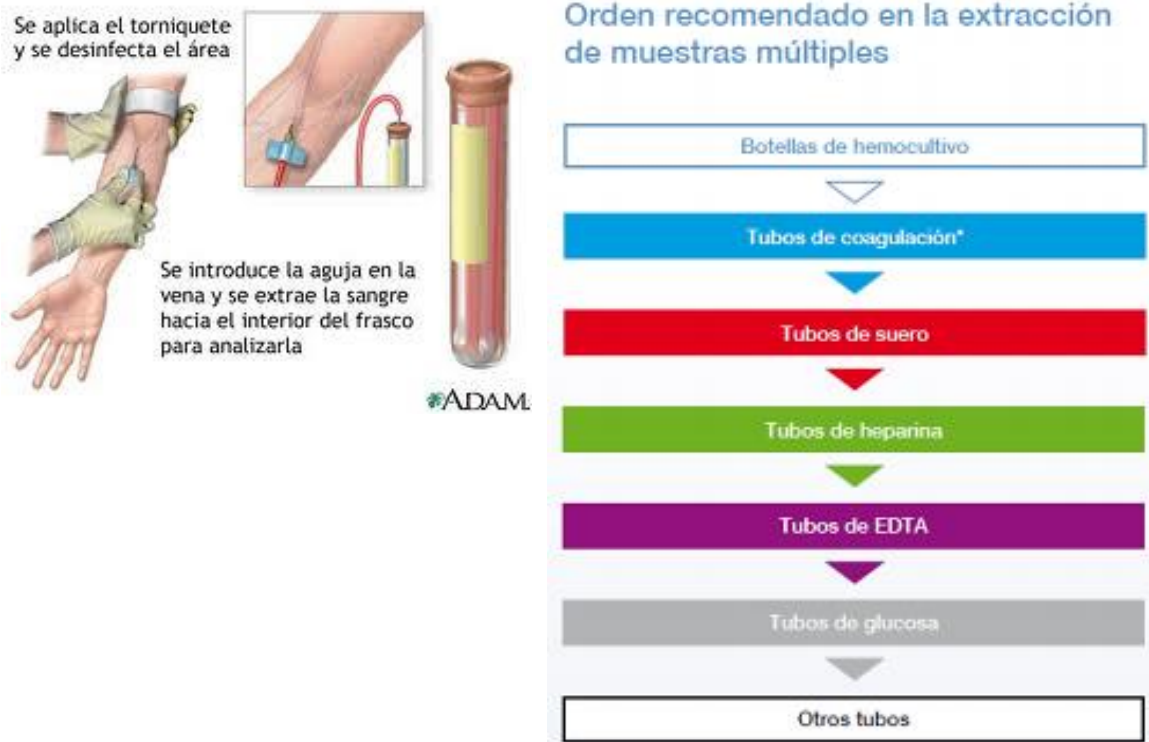 Se aplica el torniquete
y se desinfecta el área
Se introduce la aguja en la
vena y se extrae la sangre
hacia el interior del frasco
para analizarla
ADAM.
Orden recomendado en la extracción
de muestras múltiples
Botellas de hemocultivo
Tubos de coagulación*
Tubos de suero
Tubos de heparina
Tubos de EDTA
Tubos de glucosa
Otros tubos